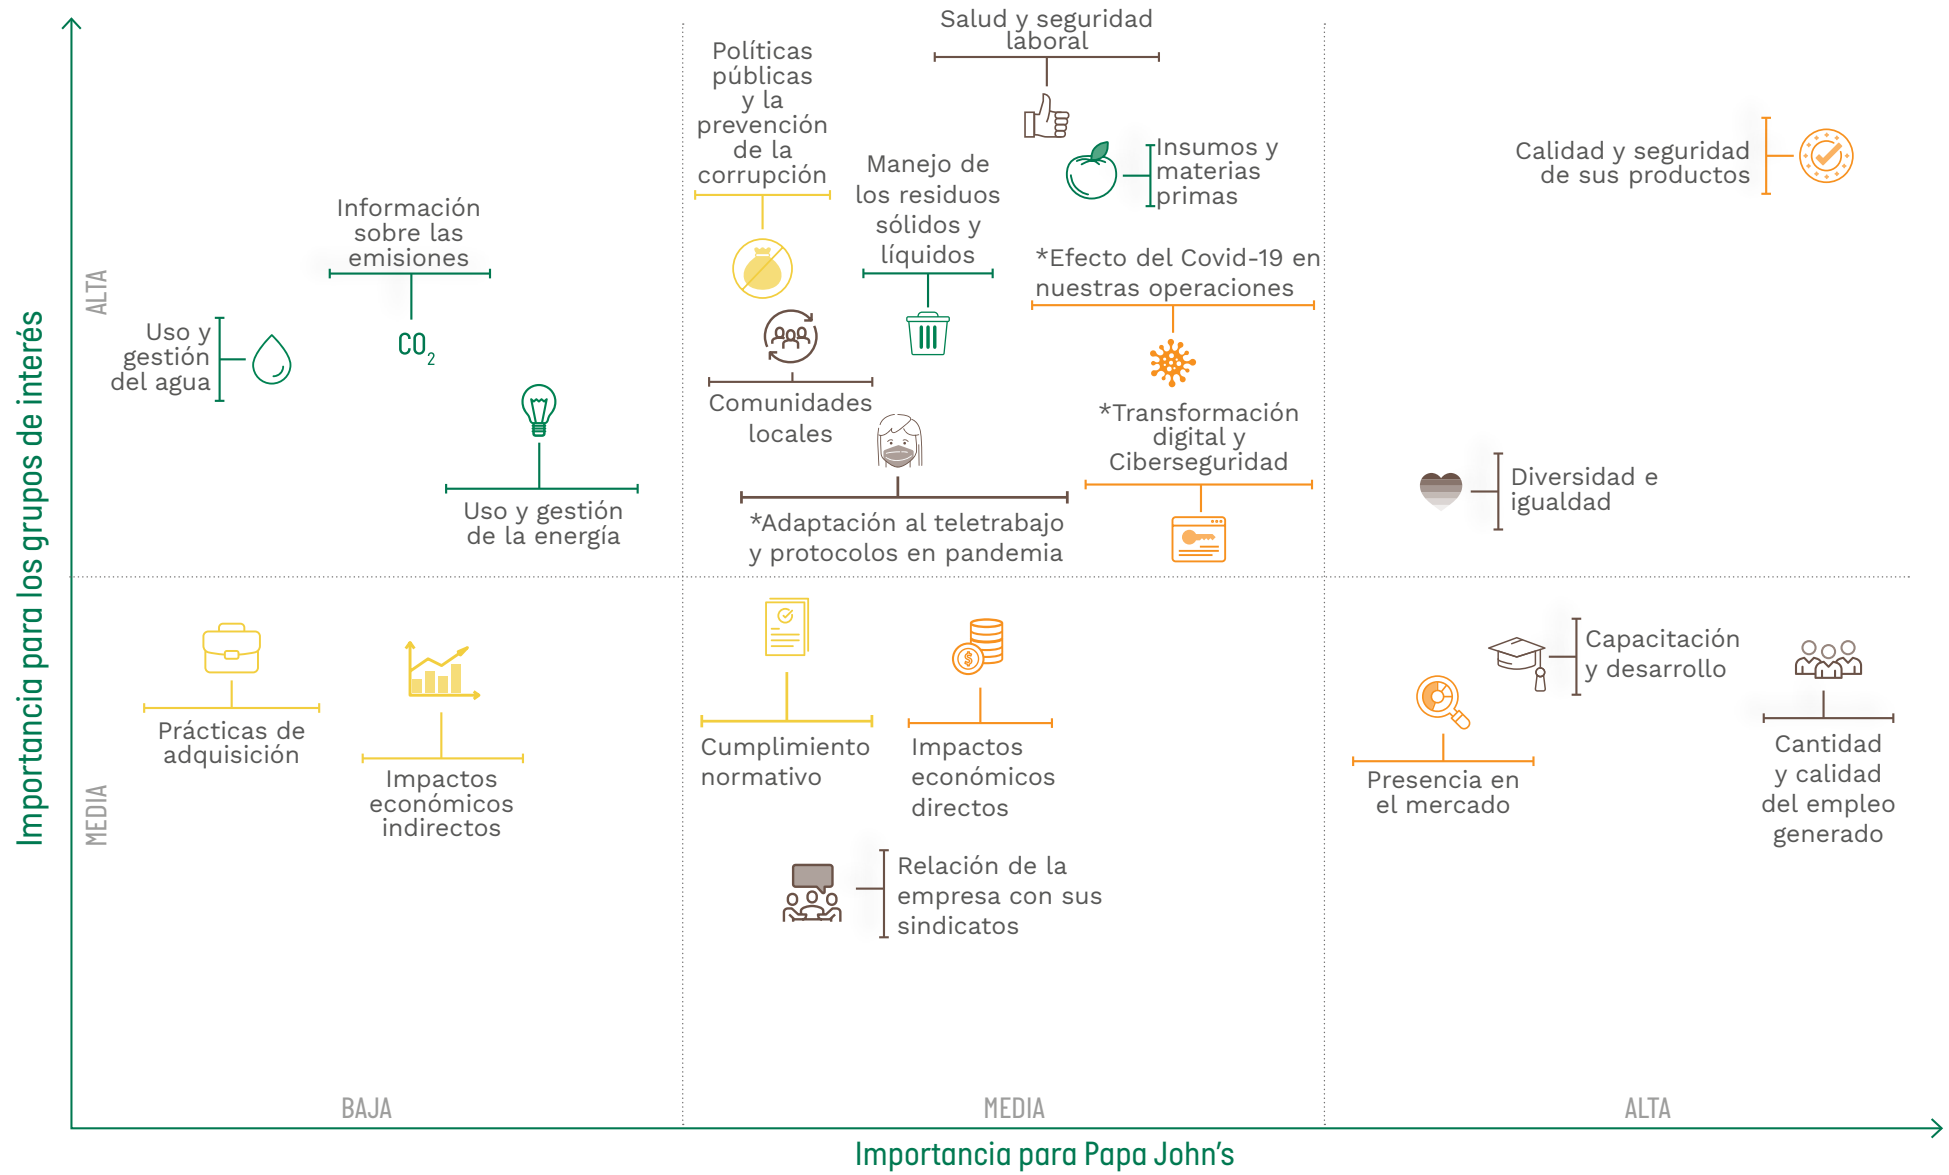 Importancia para los grupos de interés
ALTA
MEDIA
Uso y
gestión
del agua
Información
sobre las
emisiones
CO2
Uso y gestión
de la energía
Políticas
públicas
y la
prevención
de la
corrupción
Manejo de
los residuos
sólidos y
líquidos
Salud y seguridad
laboral
Insumos y
materias
primas
*Efecto del Covid-19 en
nuestras operaciones
Comunidades
locales
*Transformación
digital y
Ciberseguridad
*Adaptación al teletrabajo
y protocolos en pandemia
Calidad y seguridad
de sus productos
Diversidad e
igualdad
Prácticas de
adquisición
Impactos
económicos
indirectos
Cumplimiento
normativo
$
Impactos
económicos
directos
Relación de la
empresa con sus
sindicatos
Capacitación
y desarrollo
Presencia en
el mercado
Cantidad
y calidad
del empleo
generado
BAJA
MEDIA
ALTA
Importancia para Papa John's